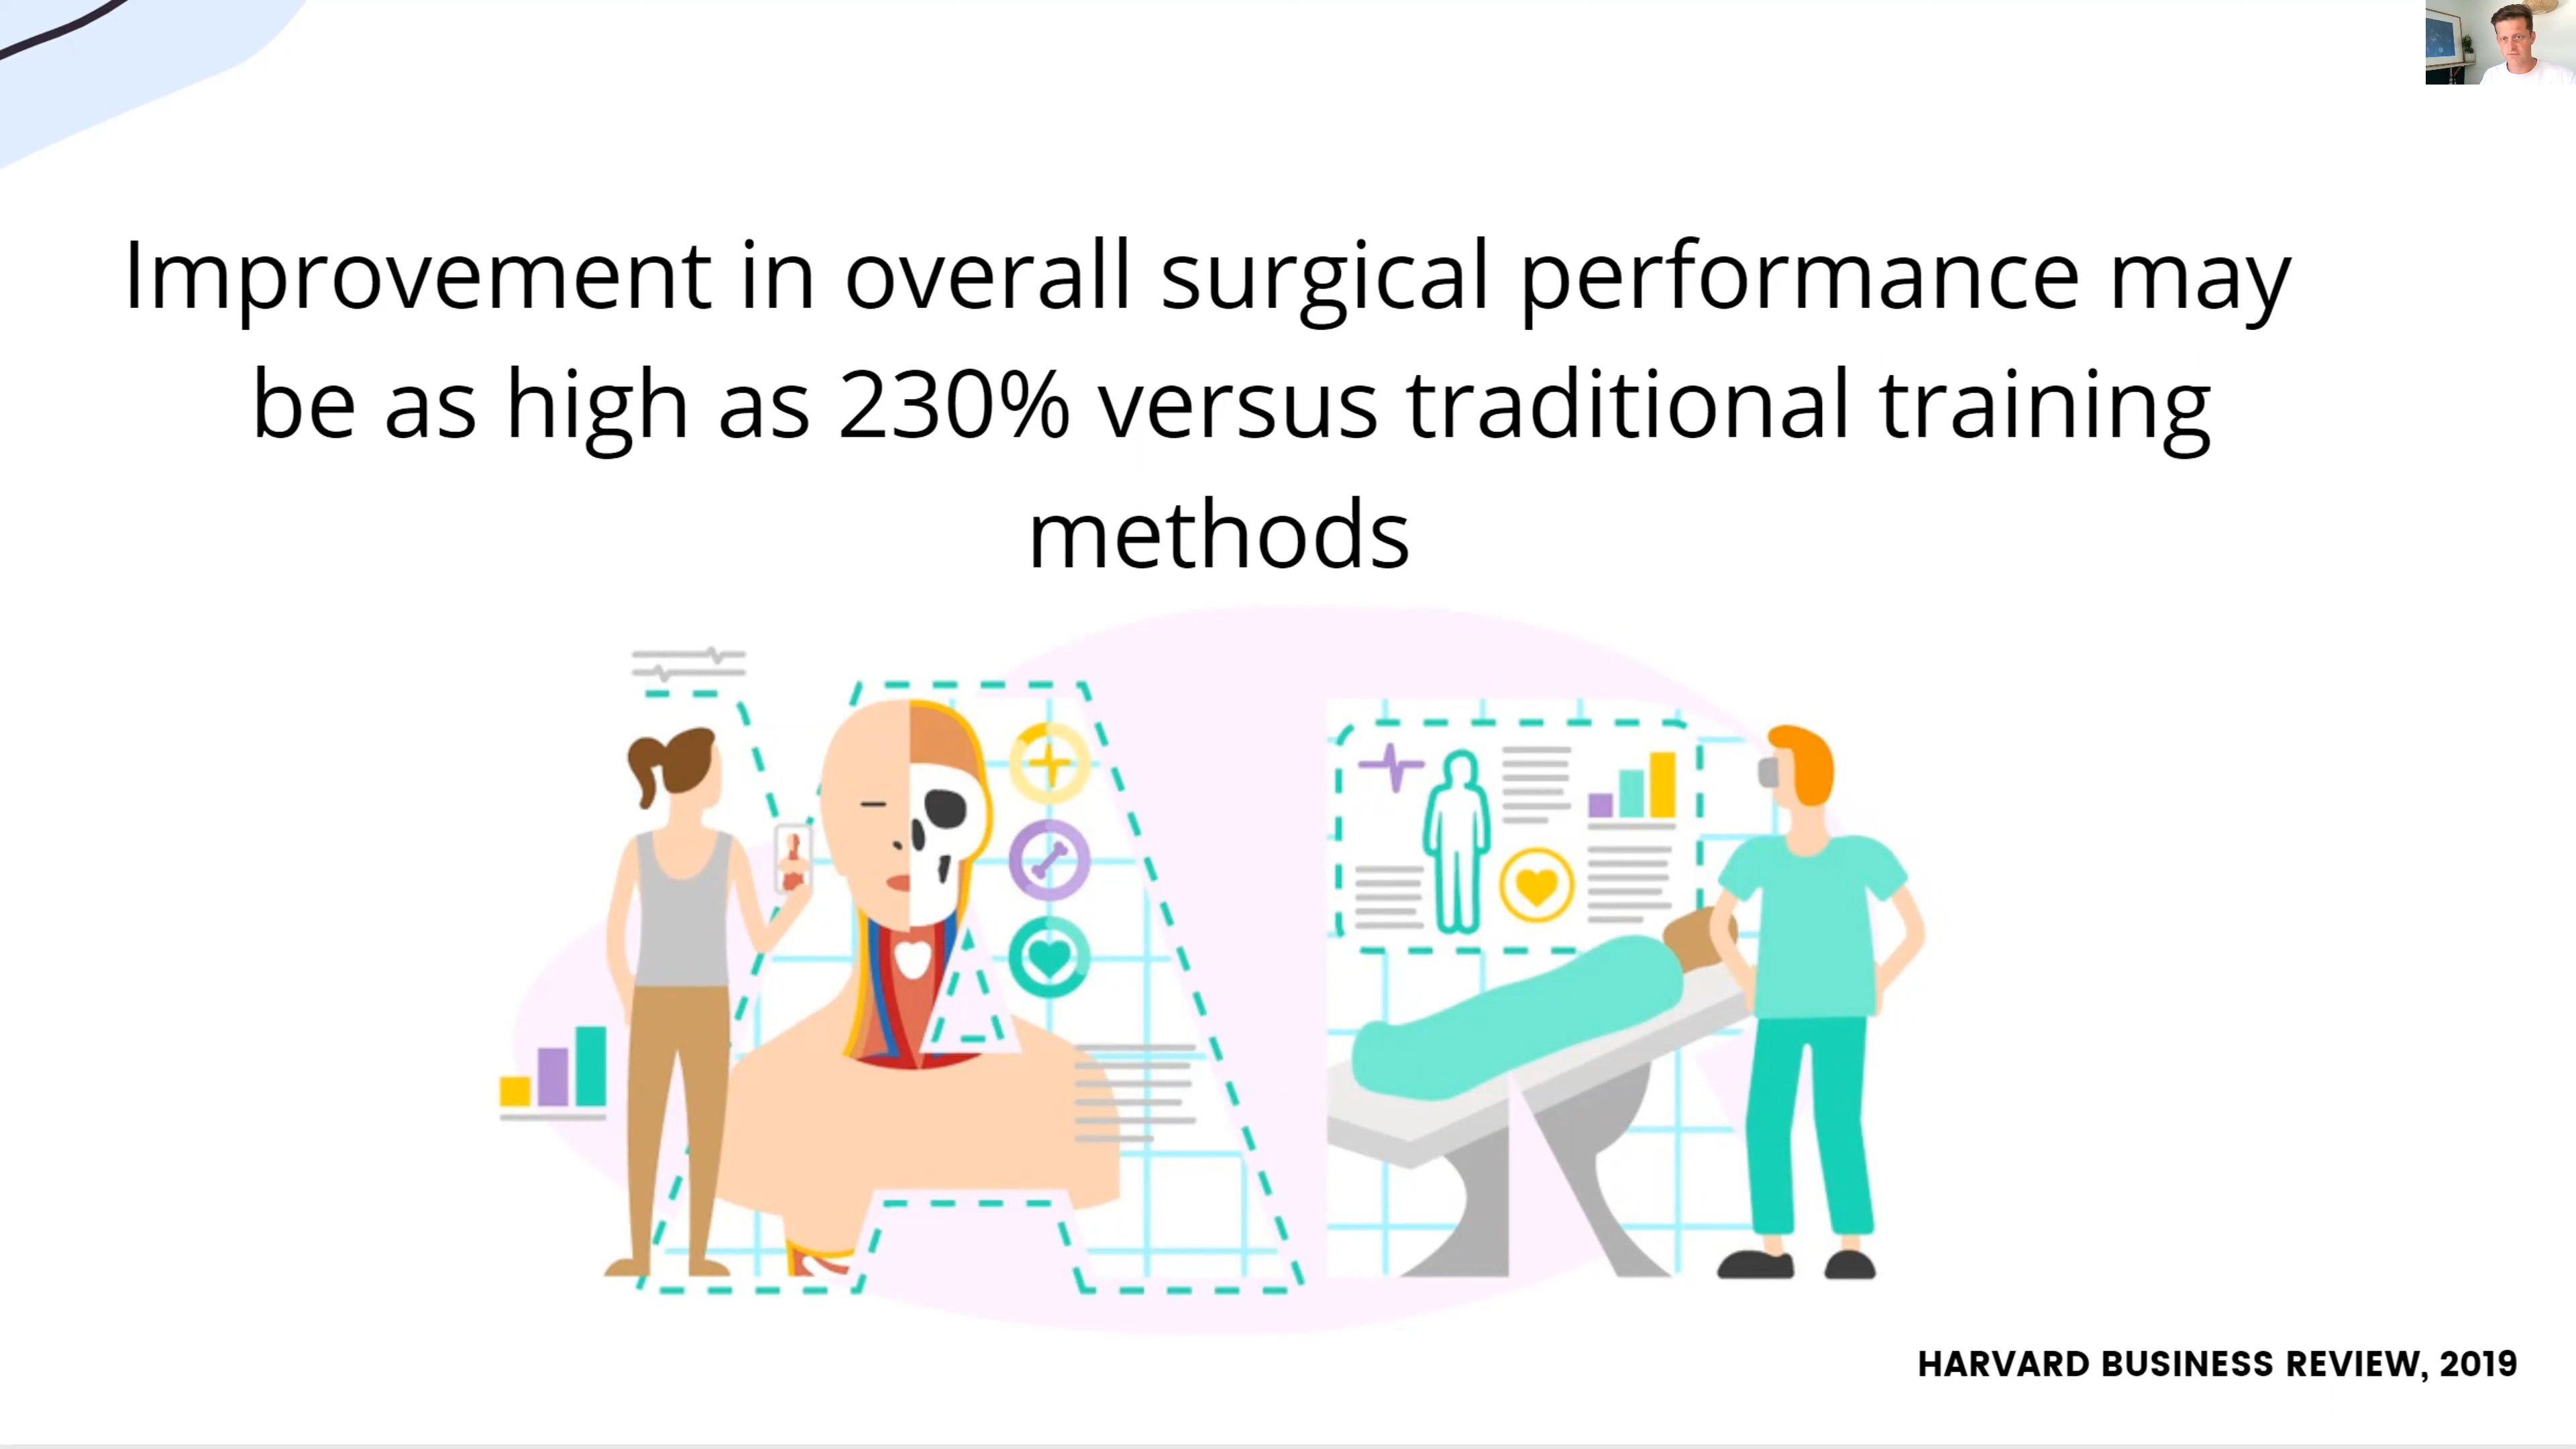 Improvement in overall surgical performance may
be as high as 230% versus traditional training
methods
HARVARD BUSINESS REVIEW, 2019